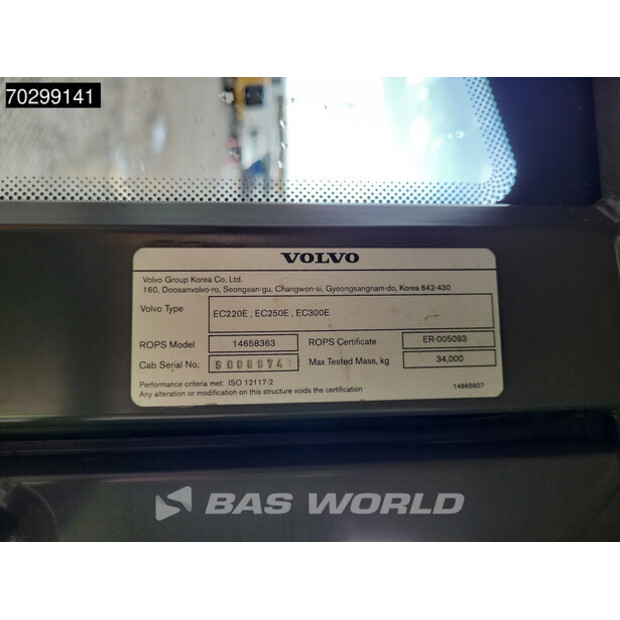 70299141
VOLVO
Volvo Group Korea Co. Ltd.
160, Doosanvolvo-ro, Seongsan-gu, Changwon-si, Gyeongsangnam-do, Korea 642-430
Volvo Type EC220E , EC250E , EC300E
ROPS Model 14658363 ROPS Certificate ER-005093
Cab Serial No. Max Tested Mass, kg 34,000
Performance criteria met: ISO 12117-2
Any alteration or modification on this structure voids the certification
14665607
BAS WORLD